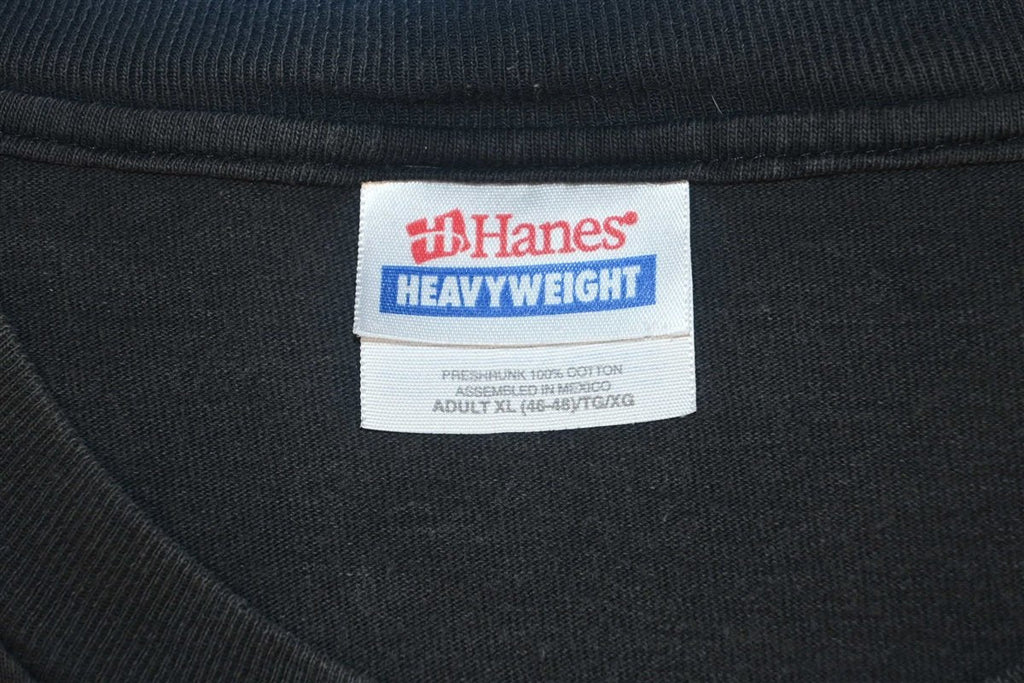 Hanes
HEAVYWEIGHT
PRESHRUNK 100% COTTON
ASSEMBLED IN MEXICO
ADULT XL (46-48)/TG/XG